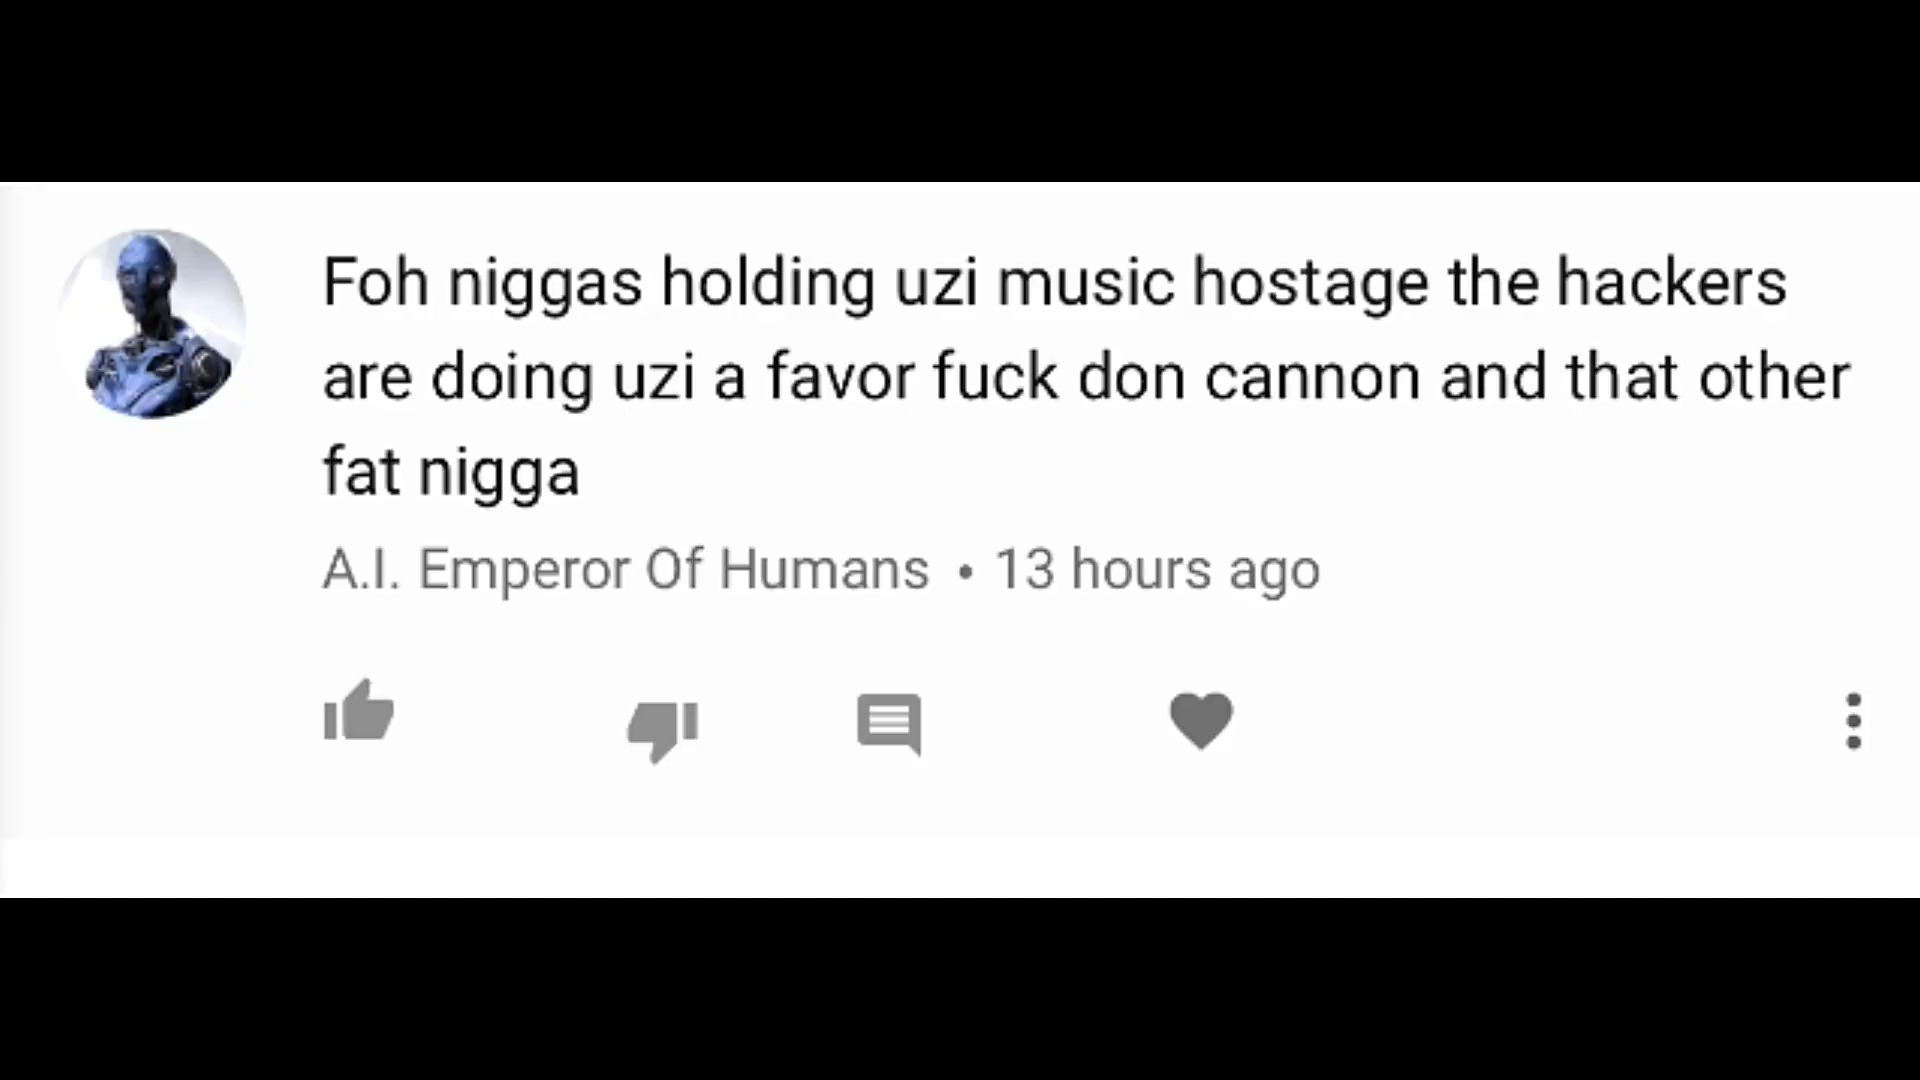 Foh niggas holding uzi music hostage the hackers
are doing uzi a favor fuck don cannon and that other
fat nigga
A.I. Emperor Of Humans • 13 hours ago